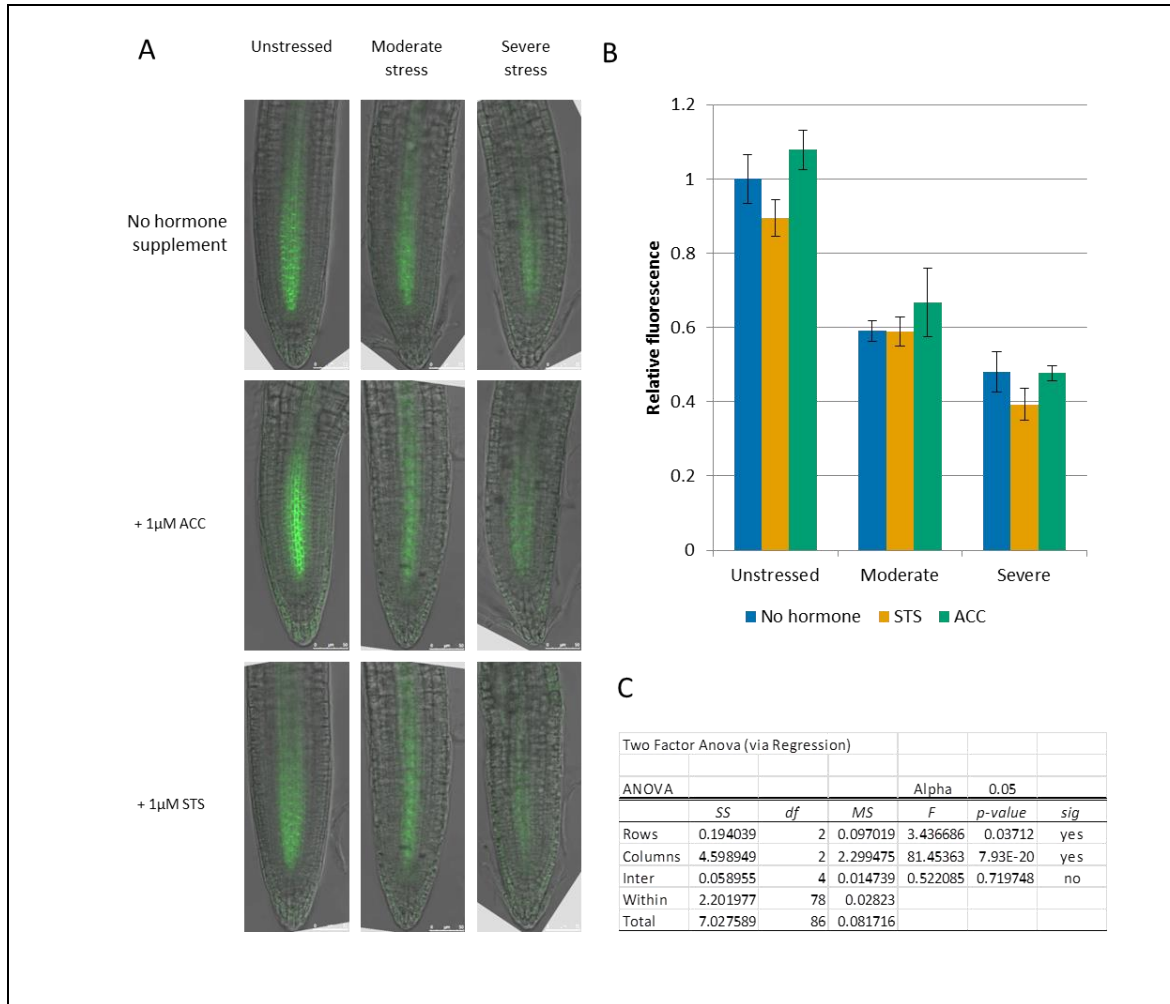 A
Unstressed
Moderate
stress
Severe
stress
No hormone
supplement
+ 1µM ACC
+ 1µM STS
B
1.2
1
0.8
0.6
0.4
0.2
0
Relative fluorescence
Unstressed Moderate Severe
No hormone STS ACC
C
Two Factor Anova (via Regression)
ANOVA Alpha 0.05
SS df MS F p-value sig
Rows 0.194039 2 0.097019 3.436686 0.03712 yes
Columns 4.598949 2 2.299475 81.45363 7.93E-20 yes
Inter 0.058955 4 0.014739 0.522085 0.719748 no
Within 2.201977 78 0.02823
Total 7.027589 86 0.081716